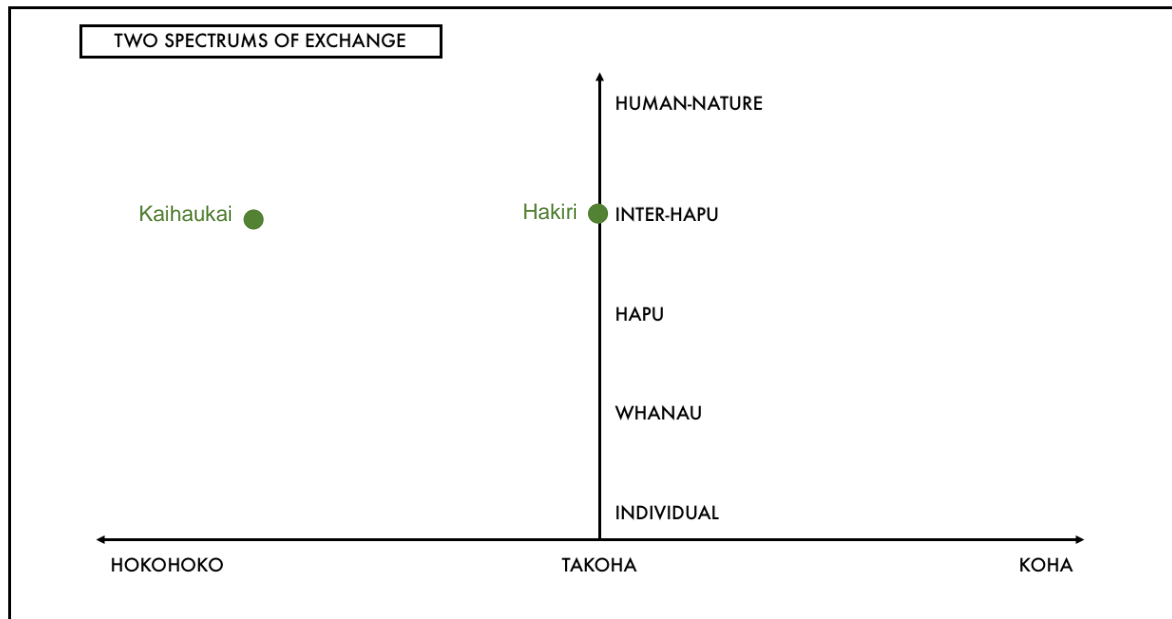 TWO SPECTRUMS OF EXCHANGE
HUMAN-NATURE
Kaihaukai
Hakiri
INTER-HAPU
HAPU
WHANAU
INDIVIDUAL
HOKOHOKO
TAKOHA
KOHA